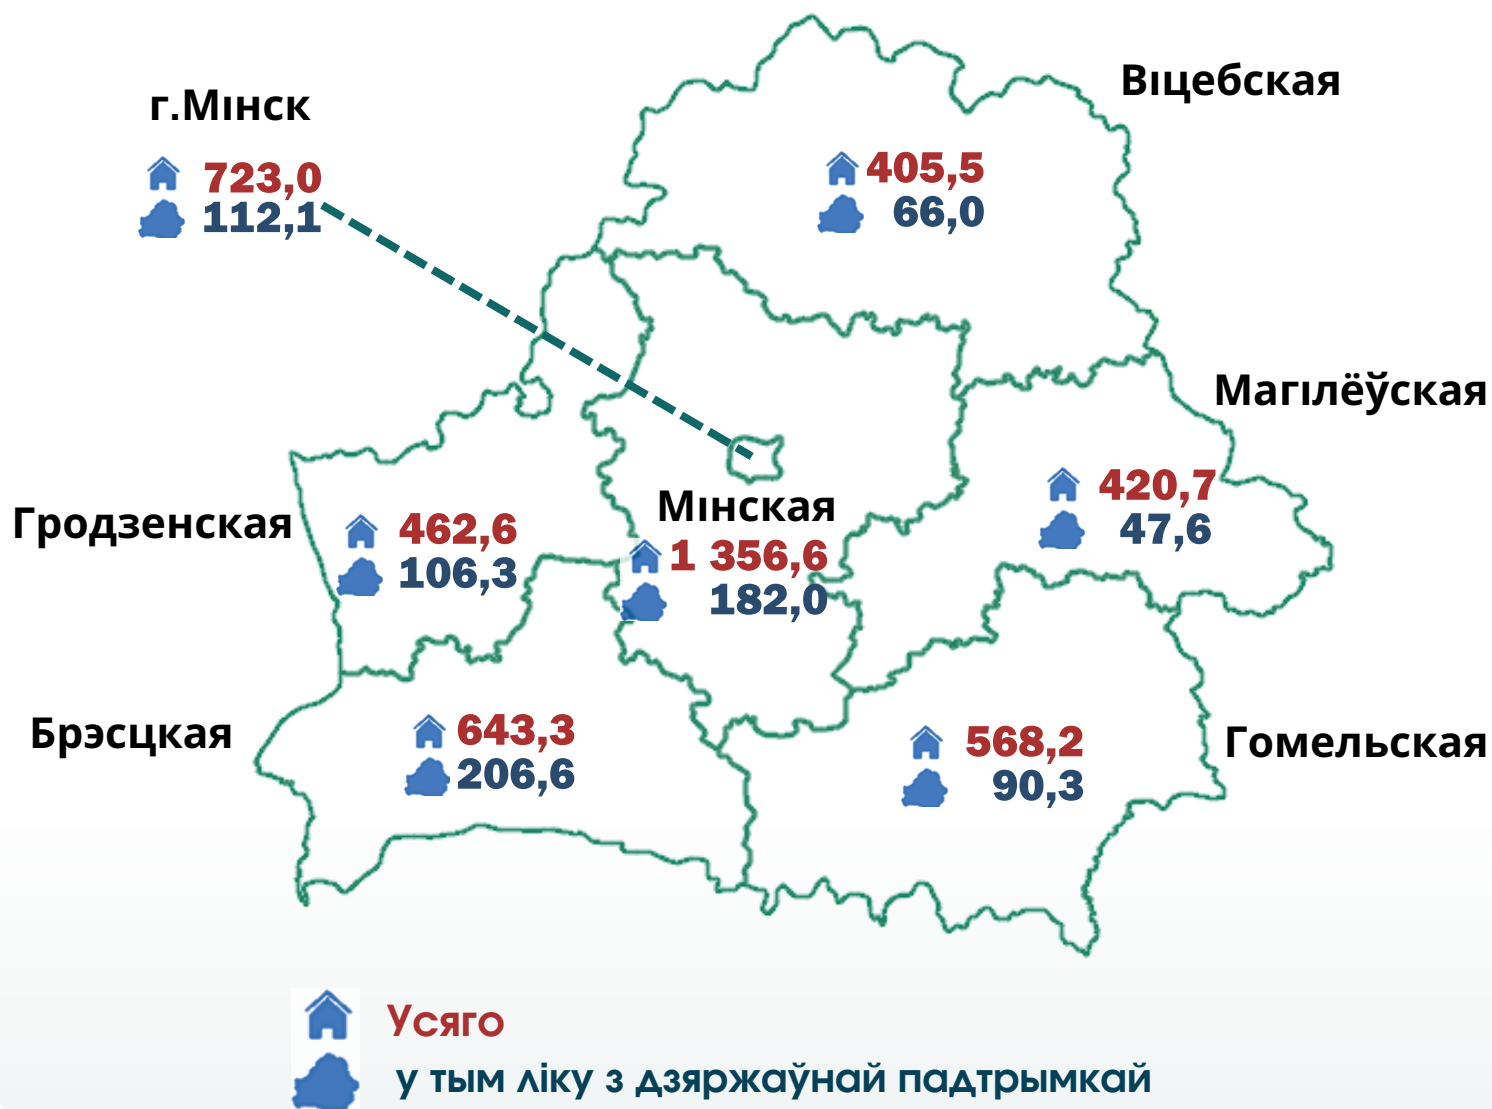 г.Мінск
723,0
112,1
Віцебская
405,5
66,0
Магілёўская
420,7
47,6
Гродзенская
462,6
106,3
Мінская
1 356,6
182,0
Брэсцкая
643,3
206,6
Гомельская
568,2
90,3
Усяго
у тым ліку з дзяржаўнай падтрымкай